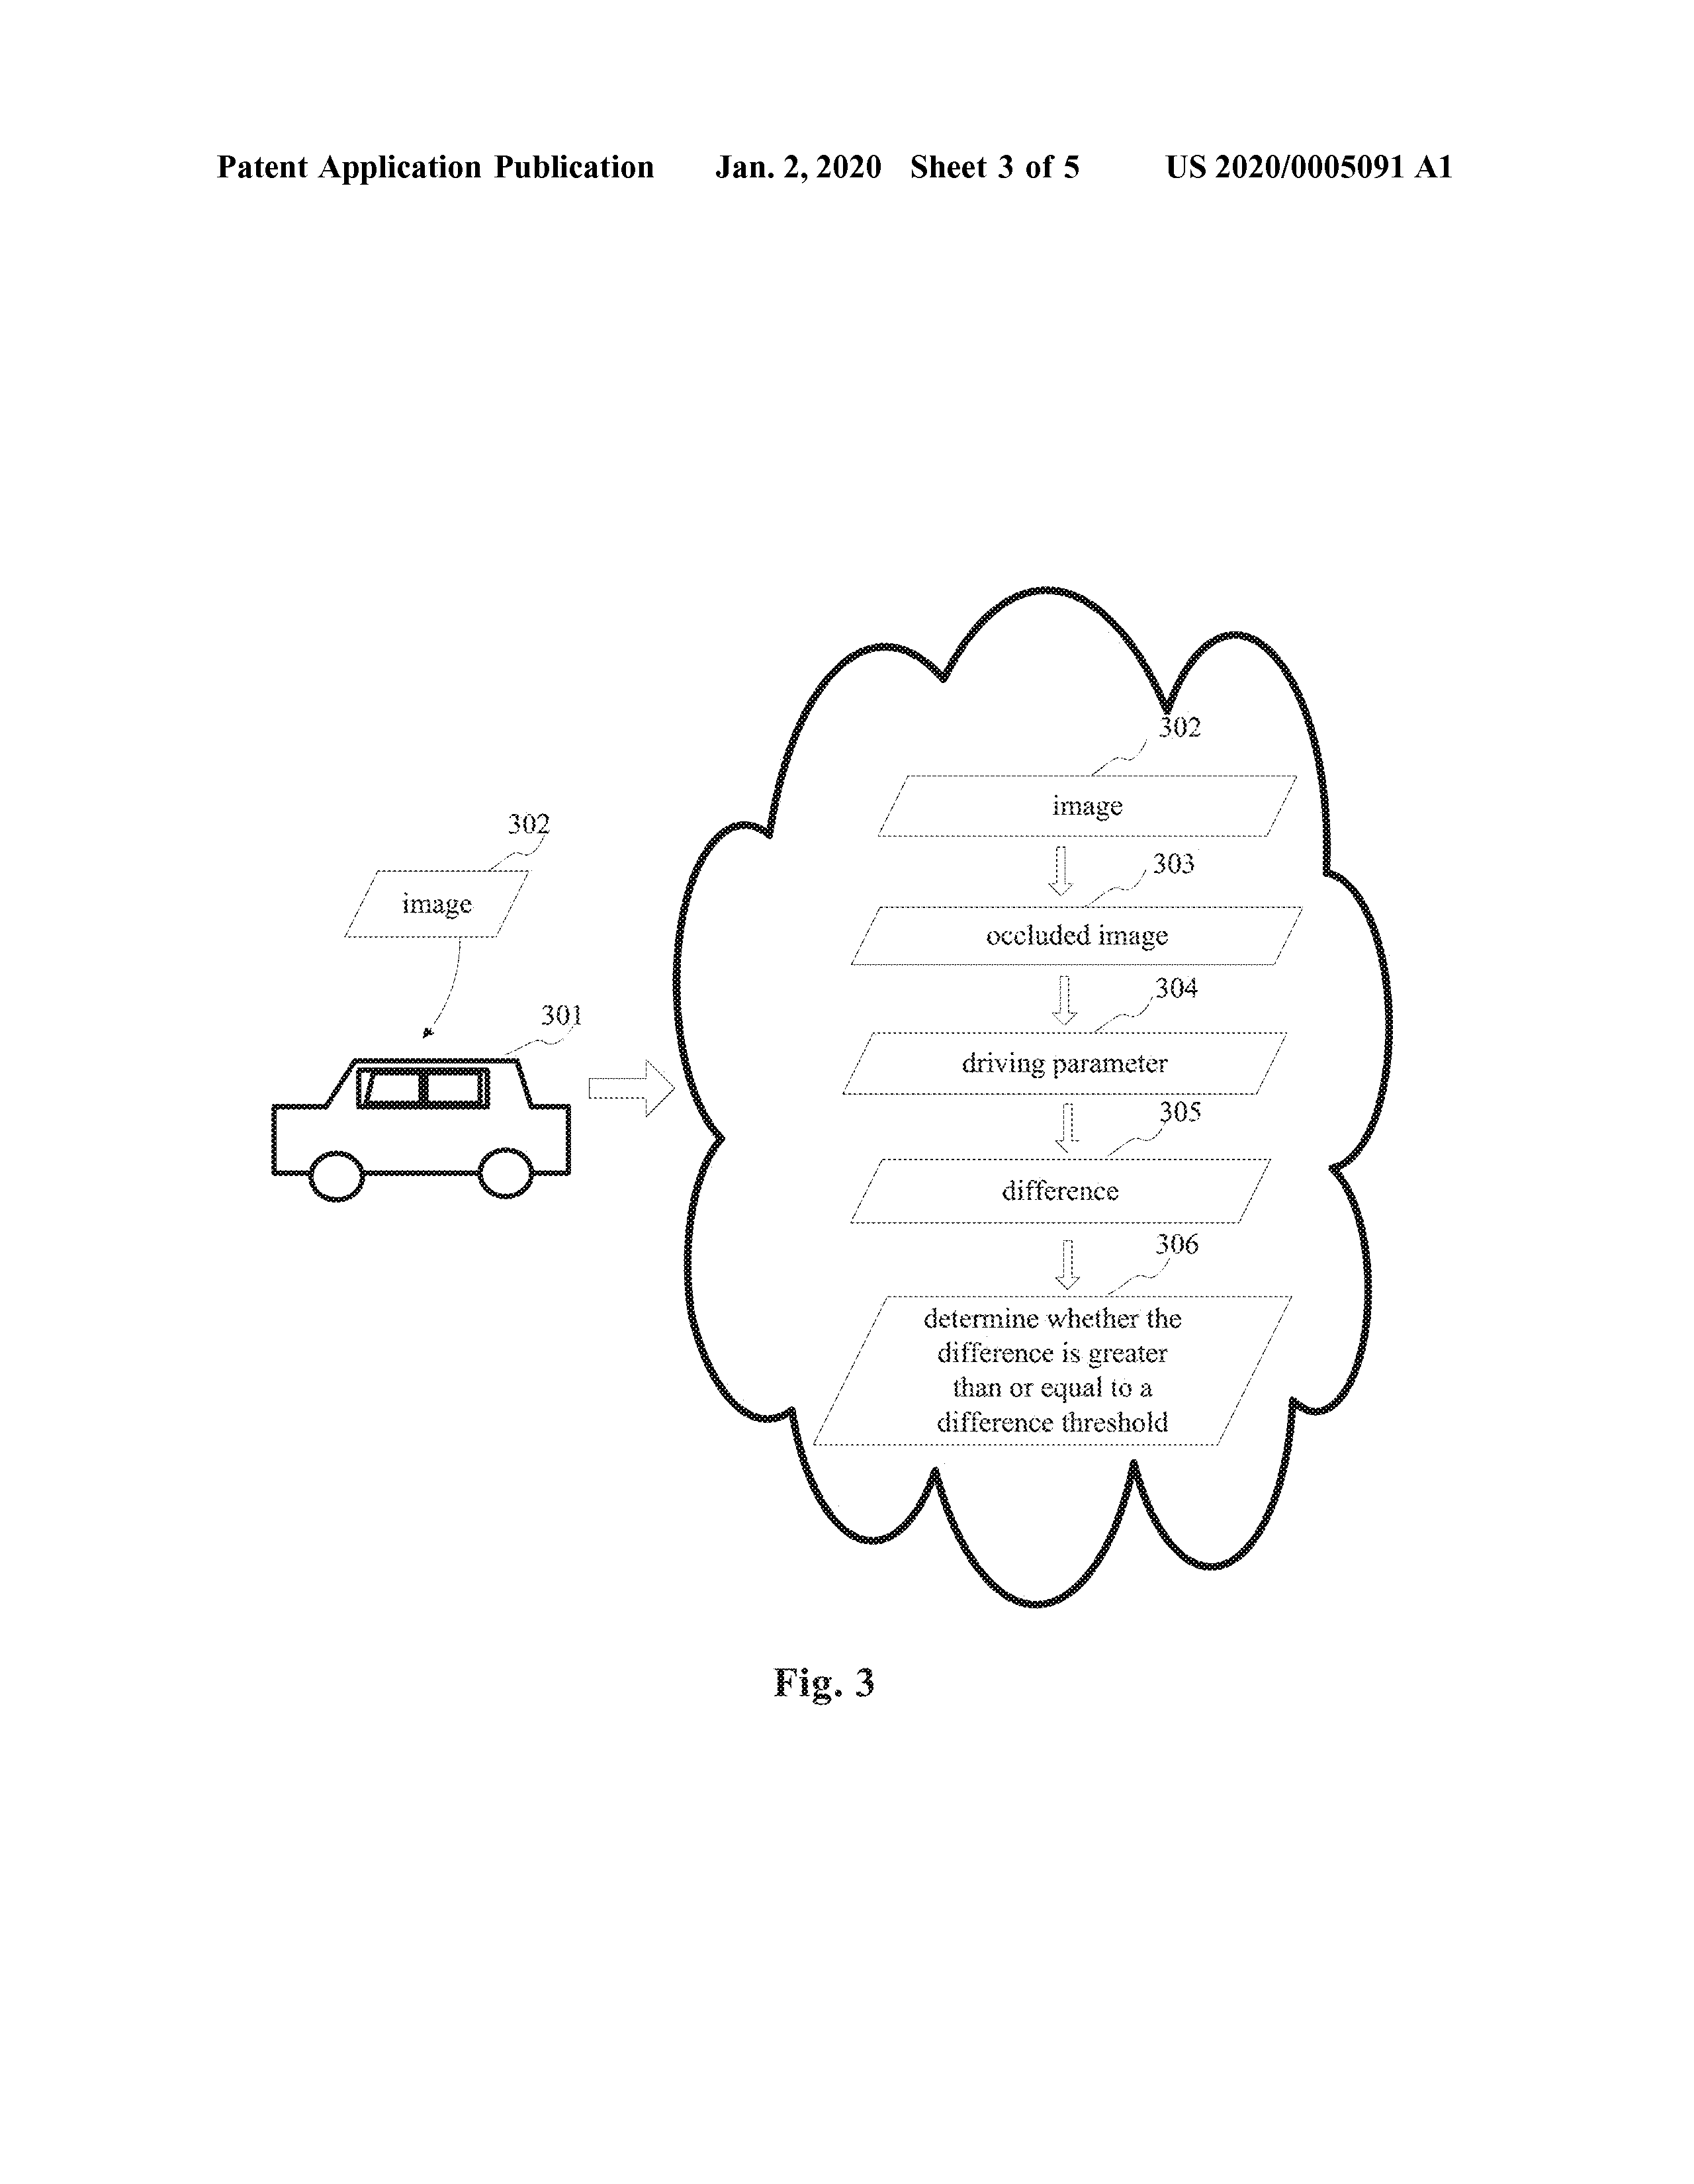 Patent Application Publication Jan. 2, 2020 Sheet 3 of 5 US 2020/0005091 A1
302
image
302
303
image
occluded image
301
304
driving parameter
305
difference
306
determine whether the
difference is greater
than or equal to a
difference threshold
Fig. 3